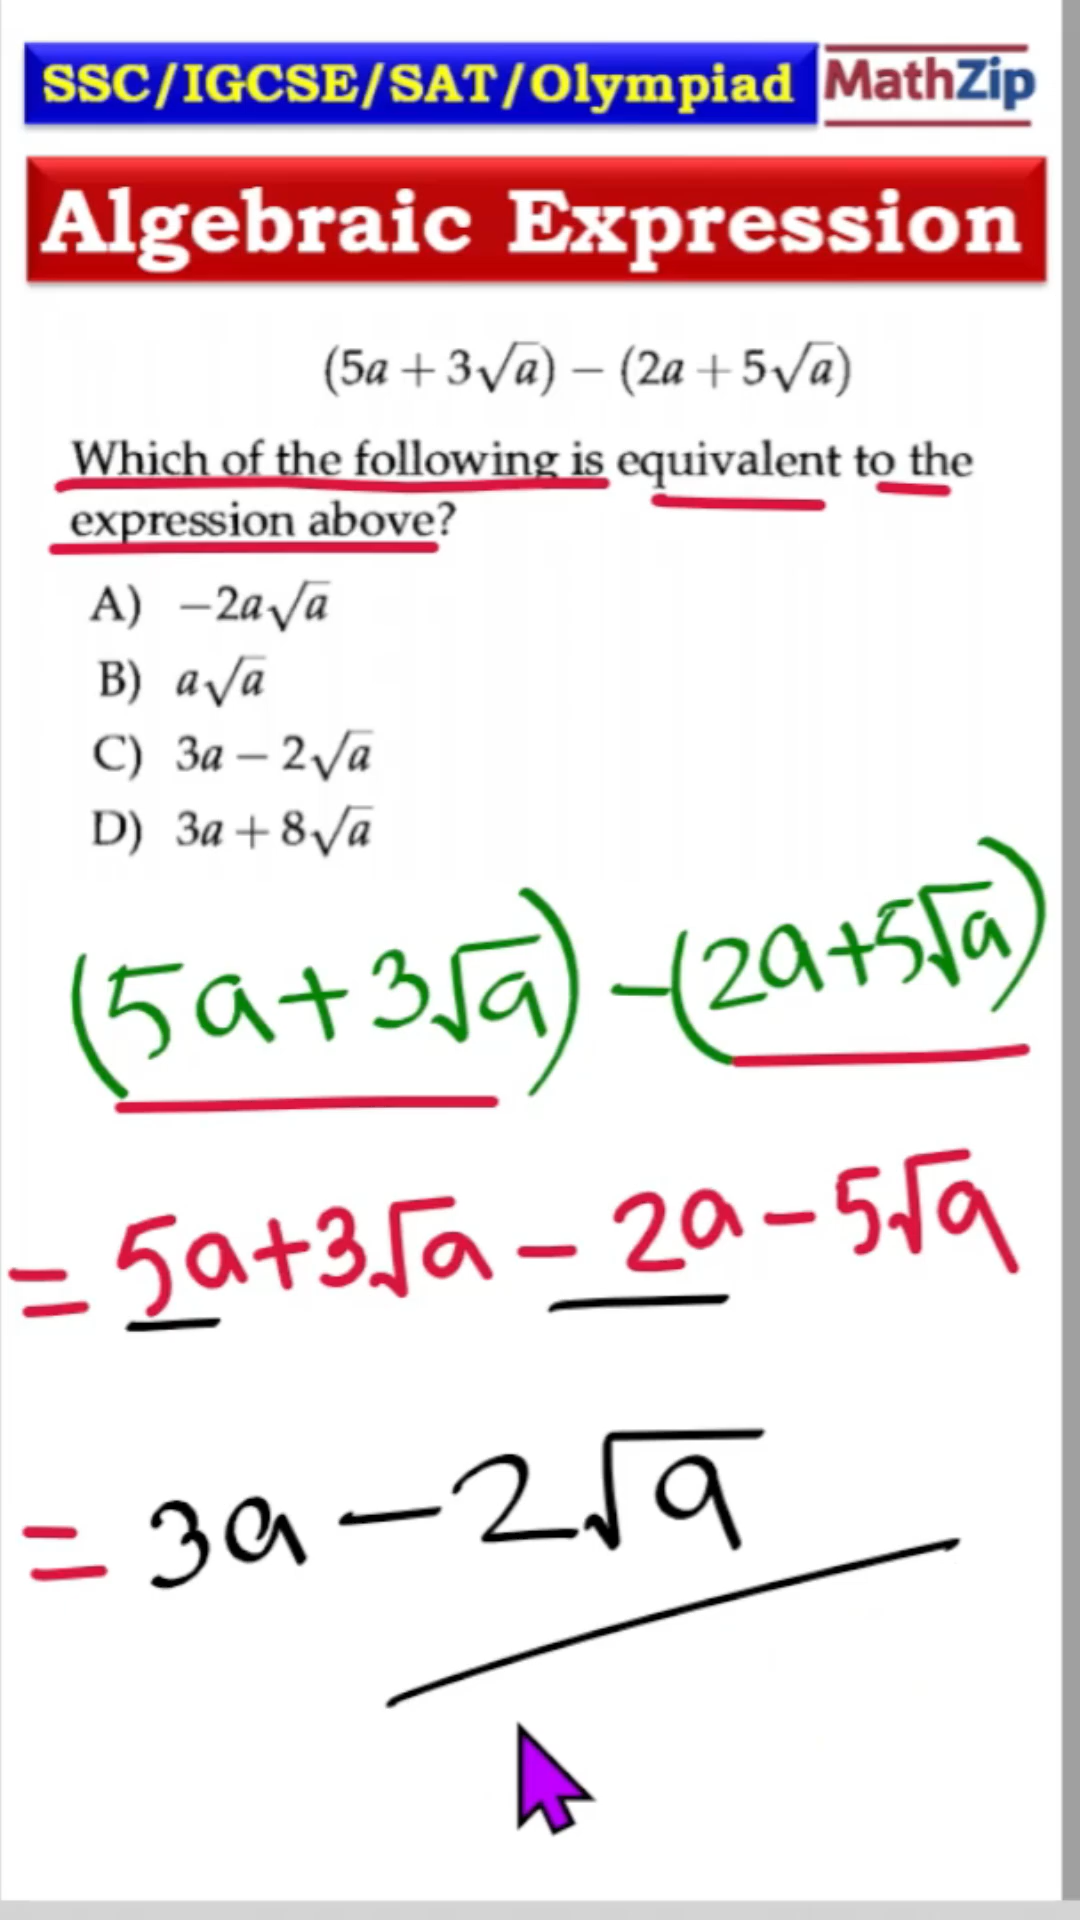 SSC/IGCSE/SAT/Olympiad MathZip
Algebraic Expression
(5a + 3√a) − (2a + 5√a)
Which of the following is equivalent to the
expression above?
A) −2a√a
B) a√a
C) 3a − 2√a
D) 3a + 8√a
(5a+3√a) −(2a+5√a)
= 5a+3√a − 2a − 5√a
= 3a − 2√a